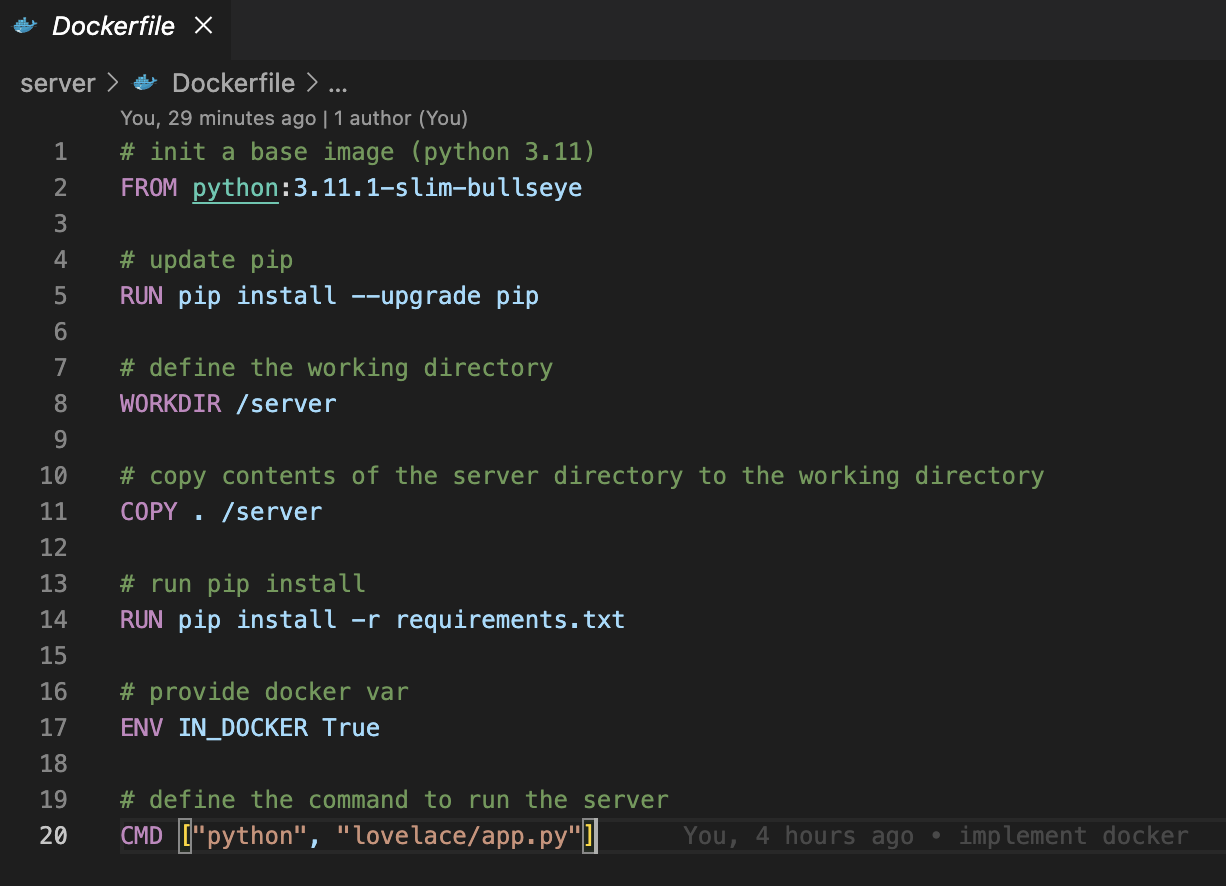 Dockerfile ×
server > Dockerfile > ...
You, 29 minutes ago | 1 author (You)
1 # init a base image (python 3.11)
2 FROM python:3.11.1-slim-bullseye
3
4 # update pip
5 RUN pip install --upgrade pip
6
7 # define the working directory
8 WORKDIR /server
9
10 # copy contents of the server directory to the working directory
11 COPY . /server
12
13 # run pip install
14 RUN pip install -r requirements.txt
15
16 # provide docker var
17 ENV IN_DOCKER True
18
19 # define the command to run the server
20 CMD ["python", "lovelace/app.py"] You, 4 hours ago • implement docker